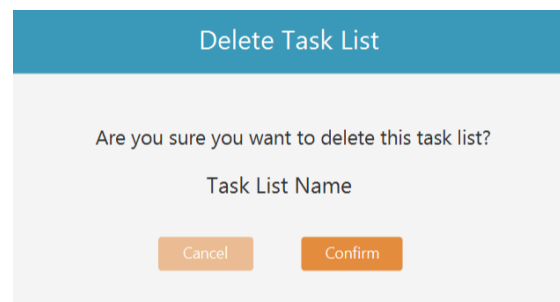 Delete Task List
Are you sure you want to delete this task list?
Task List Name
Cancel Confirm